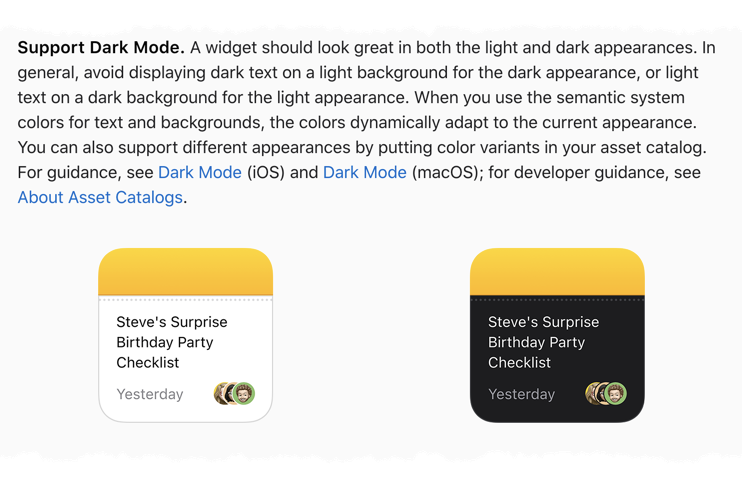 Support Dark Mode. A widget should look great in both the light and dark appearances. In
general, avoid displaying dark text on a light background for the dark appearance, or light
text on a dark background for the light appearance. When you use the semantic system
colors for text and backgrounds, the colors dynamically adapt to the current appearance.
You can also support different appearances by putting color variants in your asset catalog.
For guidance, see Dark Mode (iOS) and Dark Mode (macOS); for developer guidance, see
About Asset Catalogs.
Steve's Surprise
Birthday Party
Checklist
Yesterday
Steve's Surprise
Birthday Party
Checklist
Yesterday